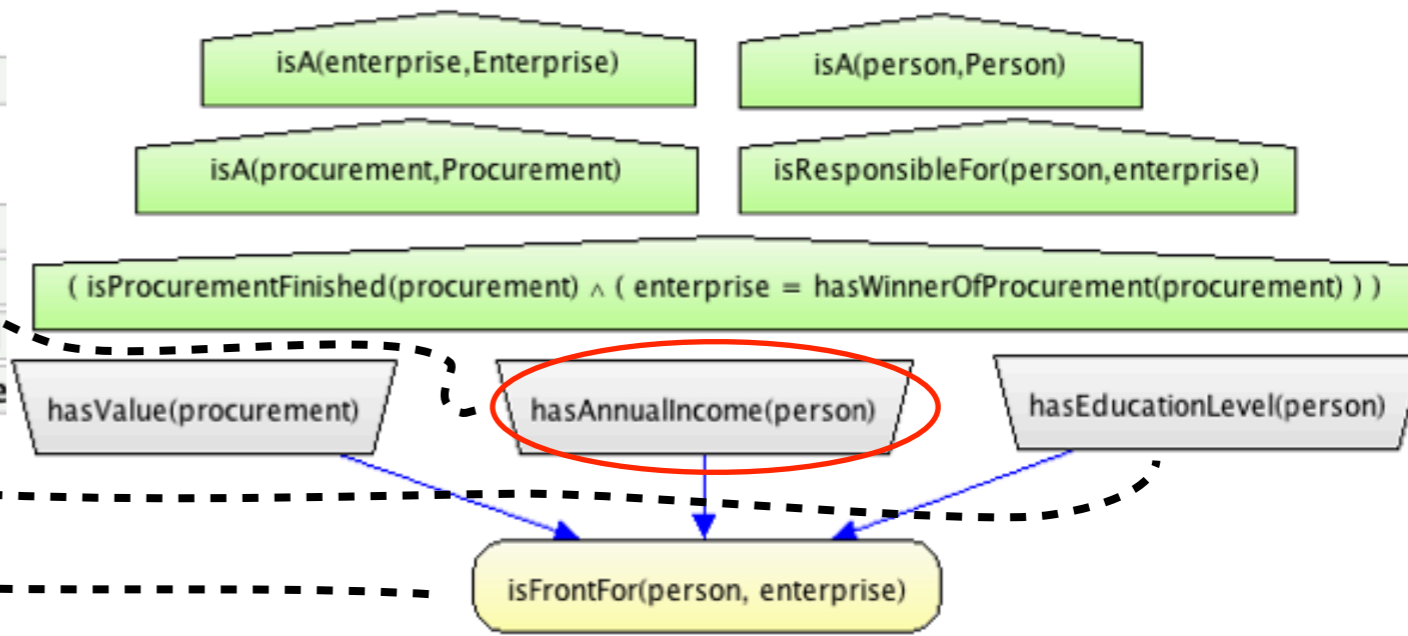 isA(enterprise,Enterprise)
isA(person,Person)
isA(procurement,Procurement)
isResponsibleFor(person,enterprise)
( isProcurementFinished(procurement) ∧ ( enterprise = hasWinnerOfProcurement(procurement) ) )
hasValue(procurement)
hasAnnualIncome(person)
hasEducationLevel(person)
isFrontFor(person, enterprise)